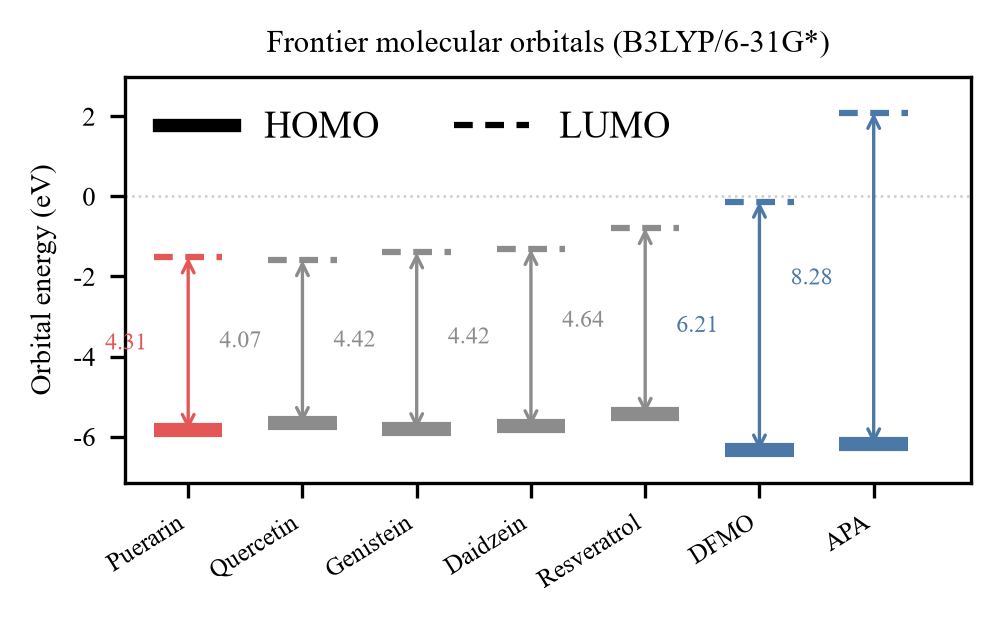 Frontier molecular orbitals (B3LYP/6-31G*)
HOMO LUMO
Orbital energy (eV)
2
0
-2
-4
-6
4.31
4.07
4.42
4.42
4.64
6.21
8.28
Puerarin
Quercetin
Genistein
Daidzein
Resveratrol
DFMO
APA